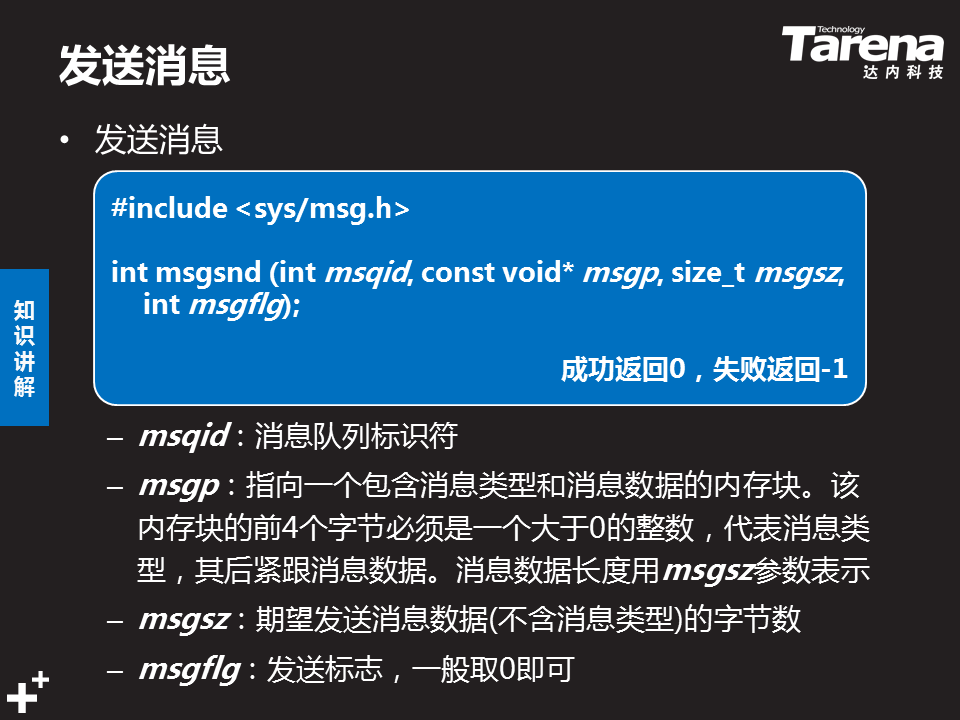 发送消息
Technology
Tarena
达内科技
• 发送消息
#include <sys/msg.h>
int msgsnd (int msqid, const void* msgp, size_t msgsz,
int msgflg);
成功返回0，失败返回-1
知
识
讲
解
– msqid：消息队列标识符
– msgp：指向一个包含消息类型和消息数据的内存块。该
内存块的前4个字节必须是一个大于0的整数，代表消息类
型，其后紧跟消息数据。消息数据长度用msgsz参数表示
– msgsz：期望发送消息数据(不含消息类型)的字节数
– msgflg：发送标志，一般取0即可